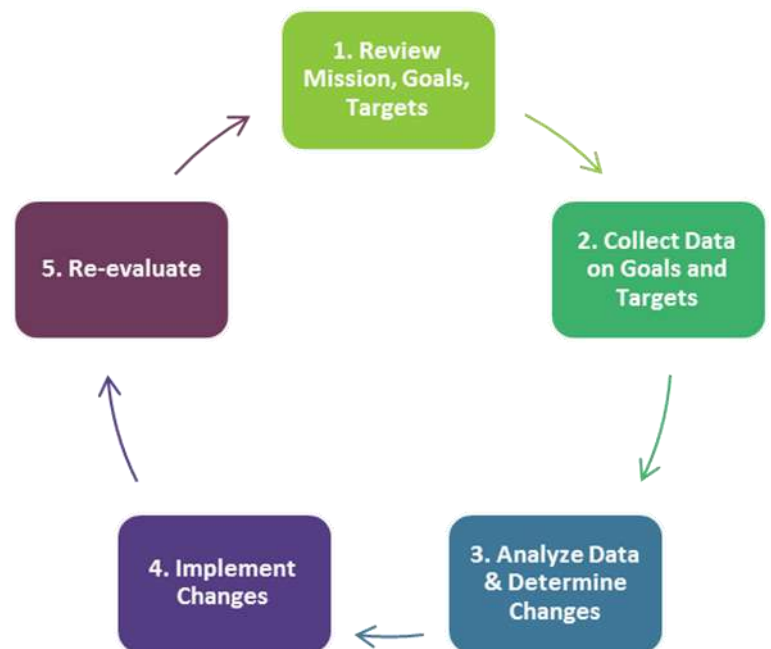 1. Review
Mission, Goals,
Targets
2. Collect Data
on Goals and
Targets
3. Analyze Data
& Determine
Changes
4. Implement
Changes
5. Re-evaluate